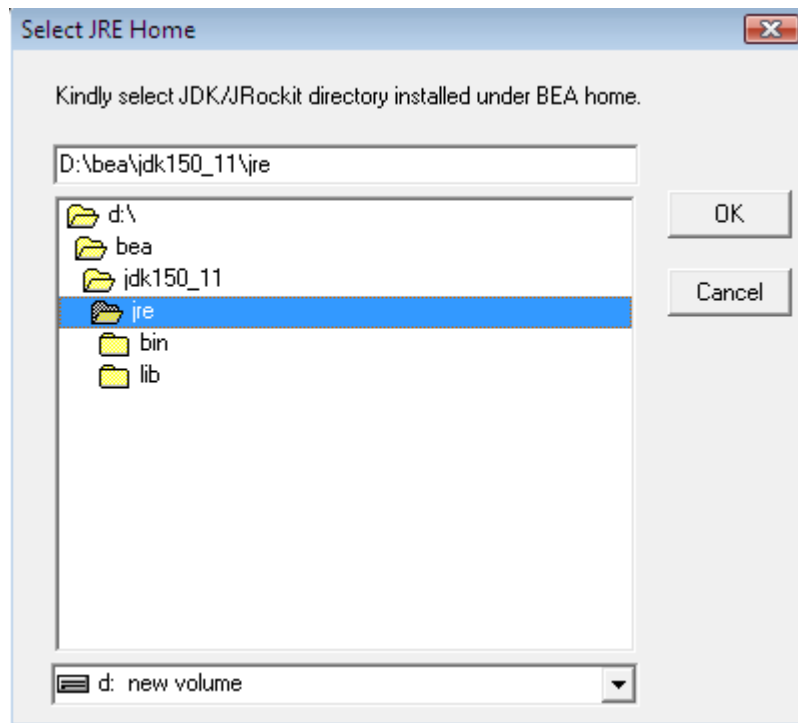 Select JRE Home
Kindly select JDK/JRockit directory installed under BEA home.
D:\bea\jdk150_11\jre
d:\
OK
bea
jdk150_11
Cancel
jre
bin
lib
d: new volume